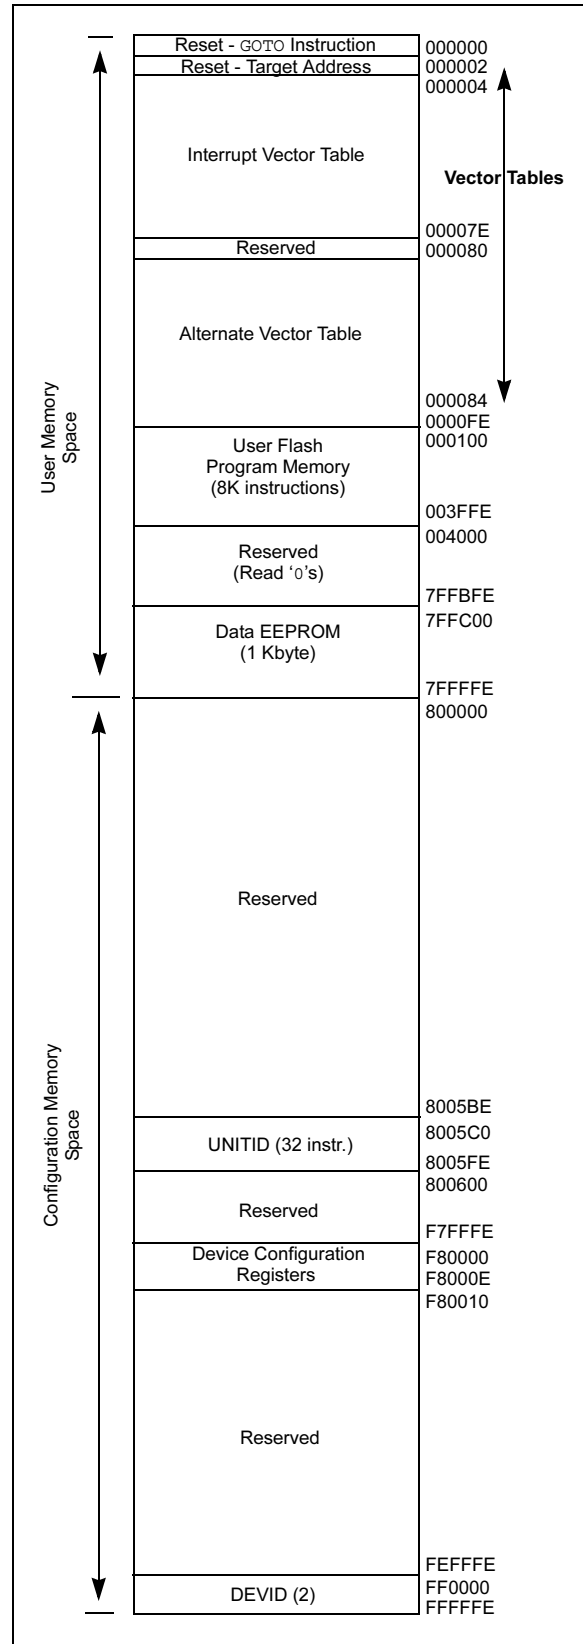 Reset - GOTO Instruction
000000
Reset - Target Address
000002
000004
Interrupt Vector Table
Vector Tables
00007E
Reserved
000080
Alternate Vector Table
000084
0000FE
User Memory
Space
000100
User Flash
Program Memory
(8K instructions)
003FFE
004000
Reserved
(Read ‘0’s)
7FFBFE
7FFC00
Data EEPROM
(1 Kbyte)
7FFFFE
800000
Reserved
Configuration Memory
Space
8005BE
8005C0
UNITID (32 instr.)
8005FE
800600
Reserved
F7FFFE
Device Configuration
Registers
F80000
F8000E
F80010
Reserved
FEFFFE
FF0000
DEVID (2)
FFFFFE